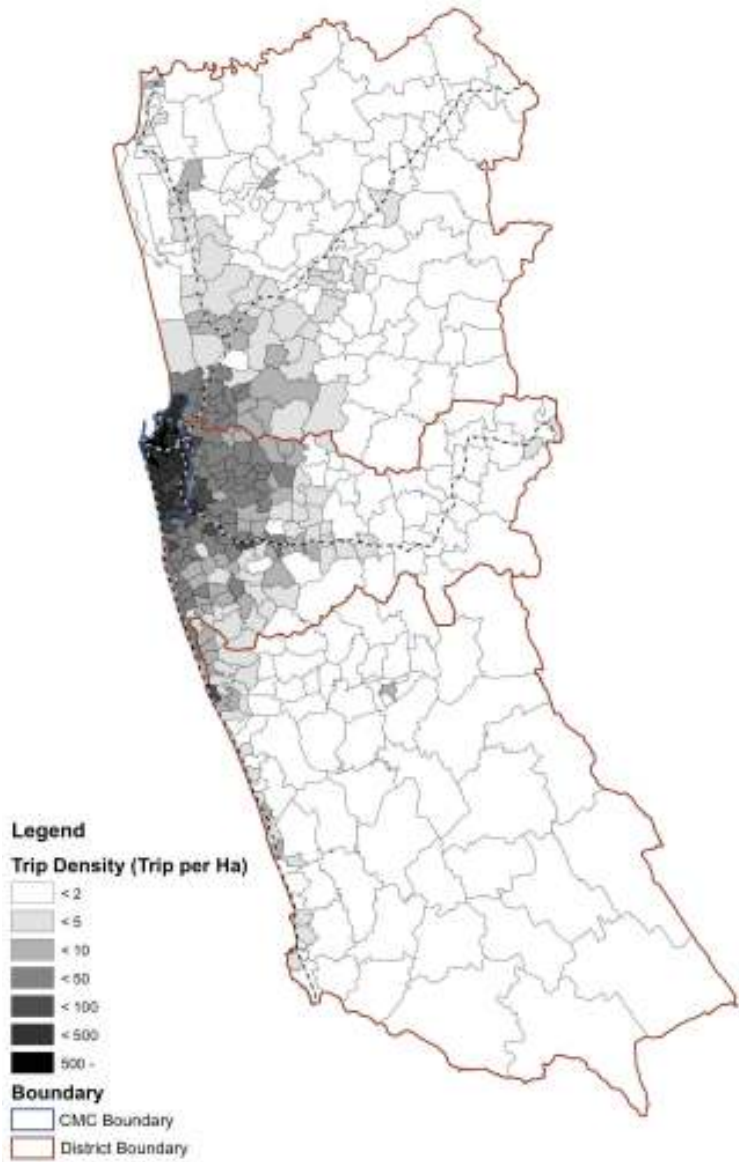 Legend
Trip Density (Trip per Ha)
< 2
< 5
< 10
< 50
< 100
< 500
500 -
Boundary
CMC Boundary
District Boundary